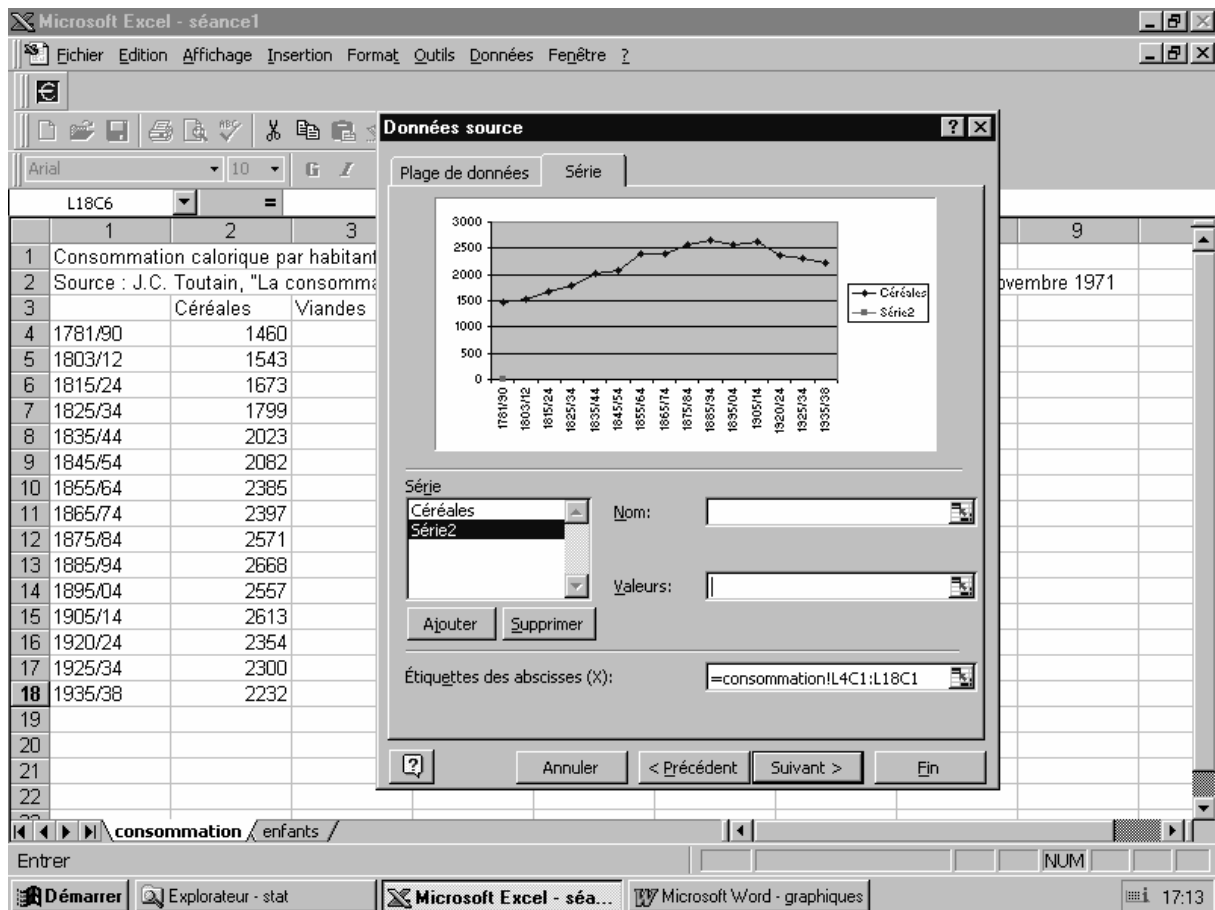 Microsoft Excel - séance1
Fichier Edition Affichage Insertion Format Outils Données Fenêtre ?
€
ABC
Arial 10 G I
L18C6 =
1 2 3 9
1 Consommation calorique par habitant
2 Source : J.C. Toutain, "La consomma ovembre 1971
3 Céréales Viandes
4 1781/90 1460
5 1803/12 1543
6 1815/24 1673
7 1825/34 1799
8 1835/44 2023
9 1845/54 2082
10 1855/64 2385
11 1865/74 2397
12 1875/84 2571
13 1885/94 2668
14 1895/04 2557
15 1905/14 2613
16 1920/24 2354
17 1925/34 2300
18 1935/38 2232
19
20
21
22
Données source
Plage de données Série
3000
2500
2000
1500
1000
500
0
1781/90 1803/12 1815/24 1825/34 1835/44 1845/54 1855/64 1865/74 1875/84 1885/94 1895/04 1905/14 1920/24 1925/34 1935/38
Céréales
Série2
Série
Céréales
Série2
Nom:
Valeurs:
Ajouter Supprimer
Étiquettes des abscisses (X): =consommation!L4C1:L18C1
? Annuler < Précédent Suivant > Fin
consommation enfants
Entrer NUM
Démarrer Explorateur - stat Microsoft Excel - séa... Microsoft Word - graphiques 17:13